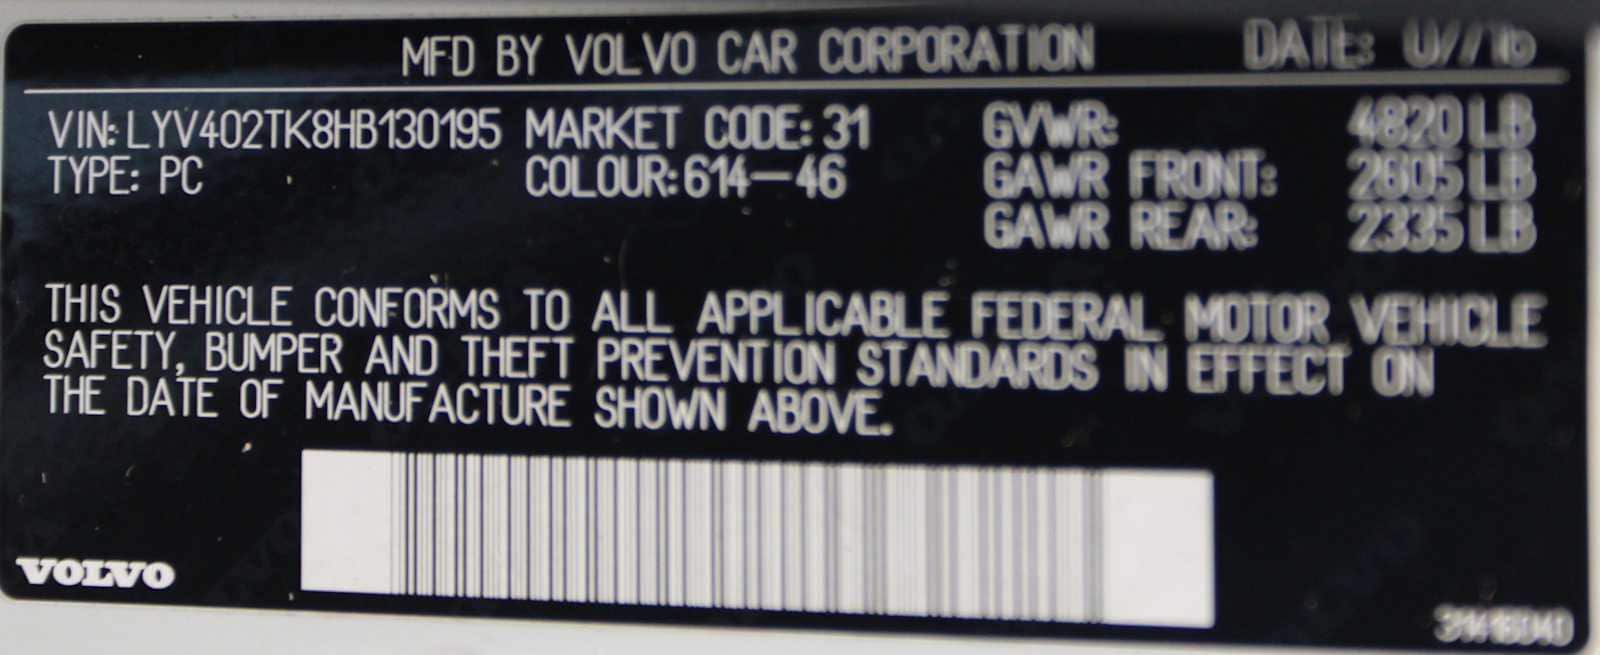 MFD BY VOLVO CAR CORPORATION DATE: 07/16
VIN: LYV402TK8HB130195 MARKET CODE: 31 GVWR: 4820 LB
TYPE: PC COLOUR: 614-46 GAWR FRONT: 2605 LB
GAWR REAR: 2335 LB
THIS VEHICLE CONFORMS TO ALL APPLICABLE FEDERAL MOTOR VEHICLE
SAFETY, BUMPER AND THEFT PREVENTION STANDARDS IN EFFECT ON
THE DATE OF MANUFACTURE SHOWN ABOVE.
VOLVO